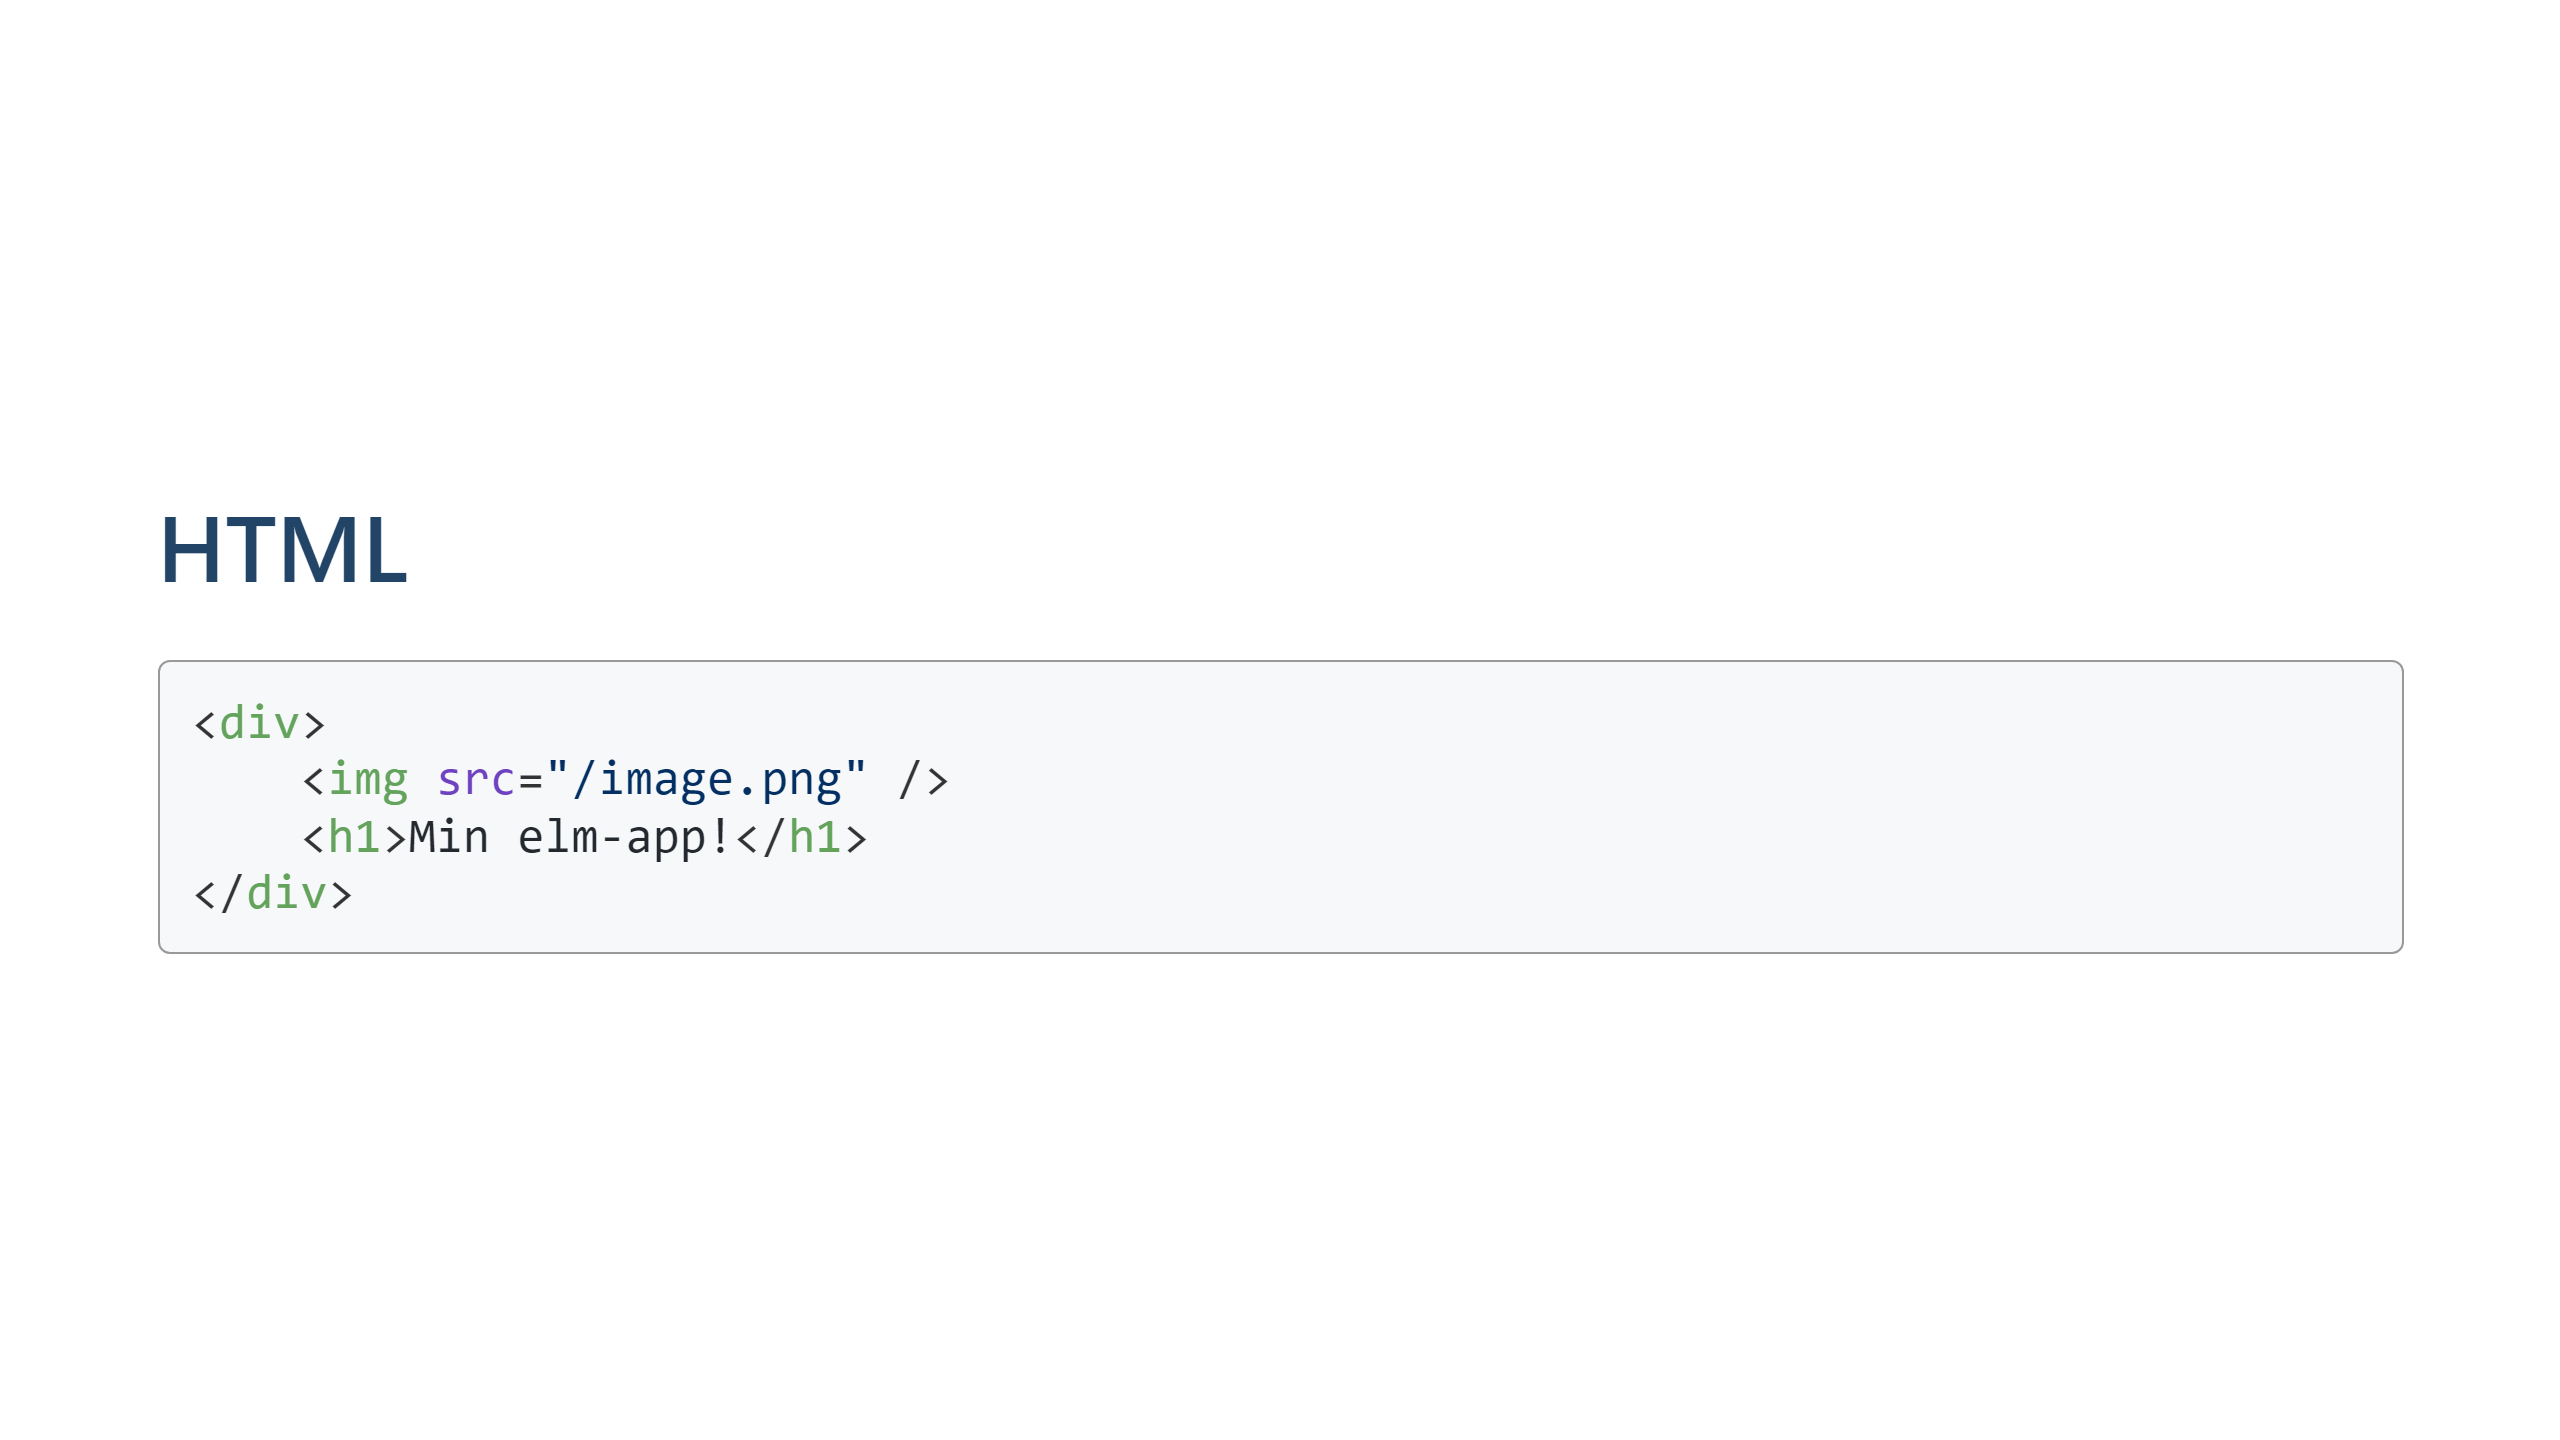 HTML
<div>
    <img src="/image.png" />
    <h1>Min elm-app!</h1>
</div>